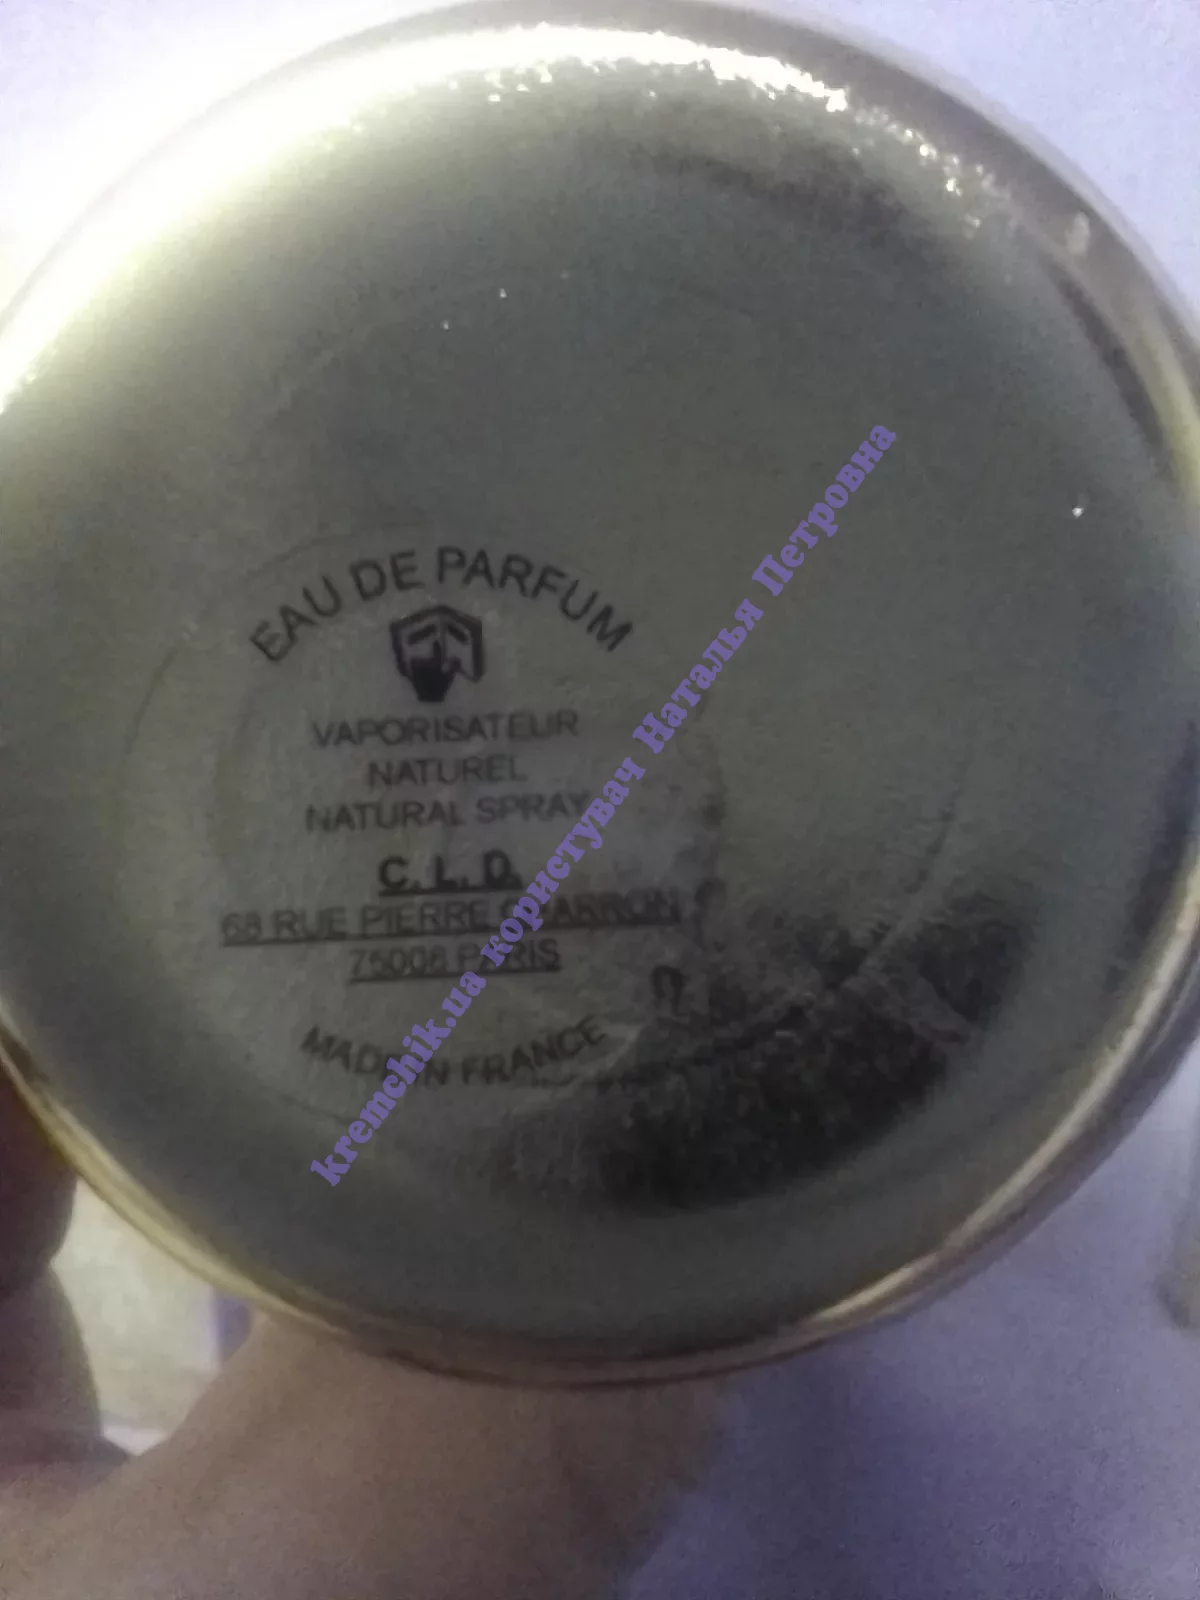 EAU DE PARFUM
VAPORISATEUR
NATUREL
NATURAL SPRAY
C.L.D.
68 RUE PIERRE CHARRON
75008 PARIS
MADE IN FRANCE
kremchik.ua користувач Наталья Петровна